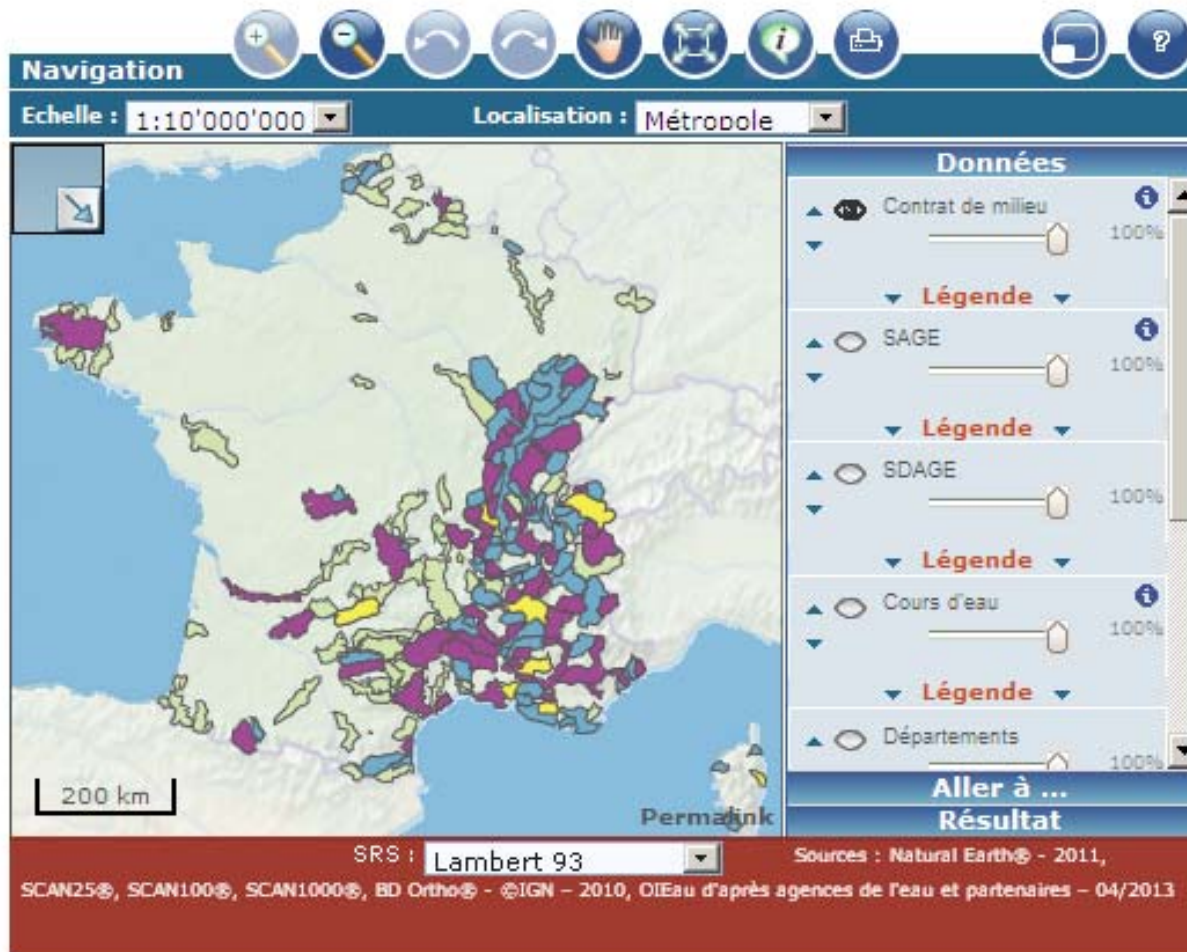 Navigation
Echelle : 1:10'000'000 Localisation : Métropole
Données
Contrat de milieu
100%
Légende
SAGE
100%
Légende
SDAGE
100%
Légende
Cours d'eau
100%
Légende
Départements
100%
200 km
Permalink
Aller à ...
Résultat
SRS : Lambert 93
Sources : Natural Earth® - 2011,
SCAN25®, SCAN100®, SCAN1000®, BD Ortho® - ©IGN – 2010, OIEau d'après agences de l'eau et partenaires – 04/2013